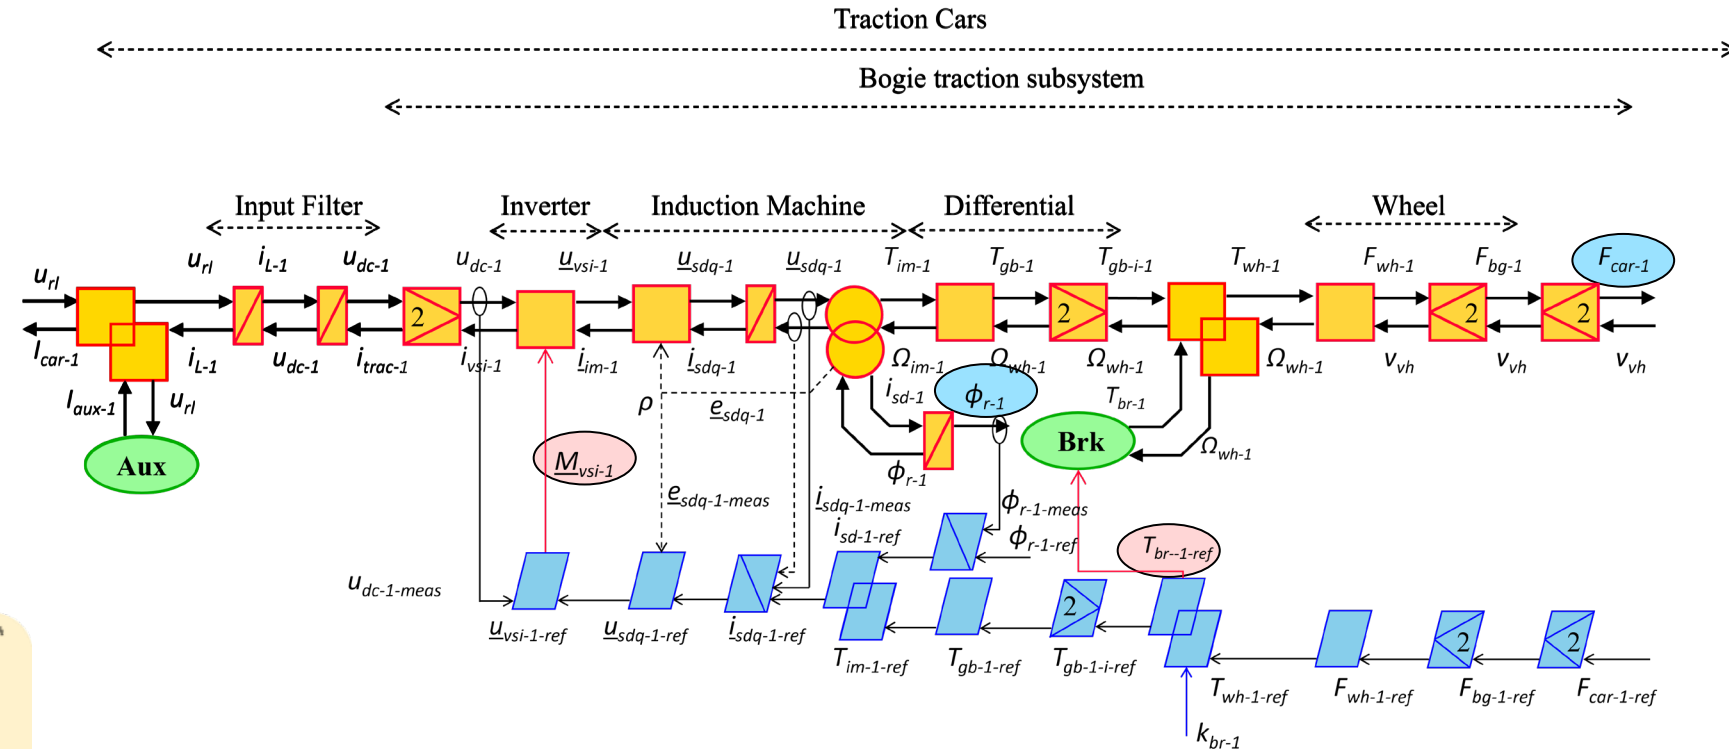 Traction Cars
Bogie traction subsystem
Input Filter
Inverter
Induction Machine
Differential
Wheel
u_rl
u_rl
i_L-1
u_dc-1
u_dc-1
u_vsi-1
u_sdq-1
u_sdq-1
T_im-1
T_gb-1
T_gb-i-1
T_wh-1
F_wh-1
F_bg-1
F_car-1
2
2
2
2
I_car-1
i_L-1
u_dc-1
i_trac-1
i_vsi-1
i_im-1
i_sdq-1
Ω_im-1
Ω_wh-1
Ω_wh-1
Ω_wh-1
v_vh
v_vh
v_vh
I_aux-1
u_rl
ρ
e_sdq-1
i_sd-1
ϕ_r-1
T_br-1
Aux
Brk
Ω_wh-1
M_vsi-1
ϕ_r-1
e_sdq-1-meas
i_sdq-1-meas
ϕ_r-1-meas
i_sd-1-ref
ϕ_r-1-ref
T_br--1-ref
u_dc-1-meas
2
2
2
u_vsi-1-ref
u_sdq-1-ref
i_sdq-1-ref
T_im-1-ref
T_gb-1-ref
T_gb-1-i-ref
T_wh-1-ref
F_wh-1-ref
F_bg-1-ref
F_car-1-ref
k_br-1